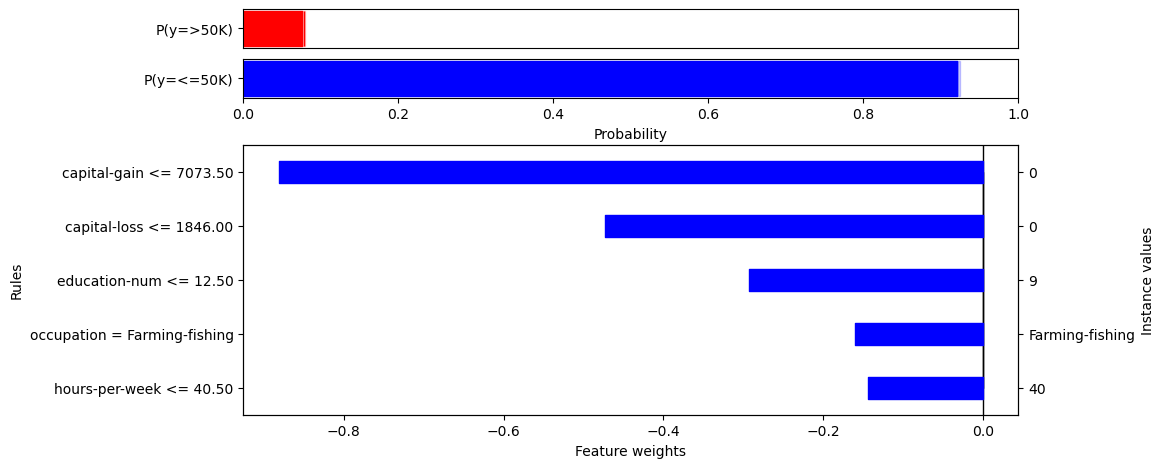 P(y=>50K)
P(y=<=50K)
0.0 0.2 0.4 0.6 0.8 1.0
Probability
capital-gain <= 7073.50 0
capital-loss <= 1846.00 0
education-num <= 12.50 9
occupation = Farming-fishing Farming-fishing
hours-per-week <= 40.50 40
Rules
Instance values
−0.8 −0.6 −0.4 −0.2 0.0
Feature weights